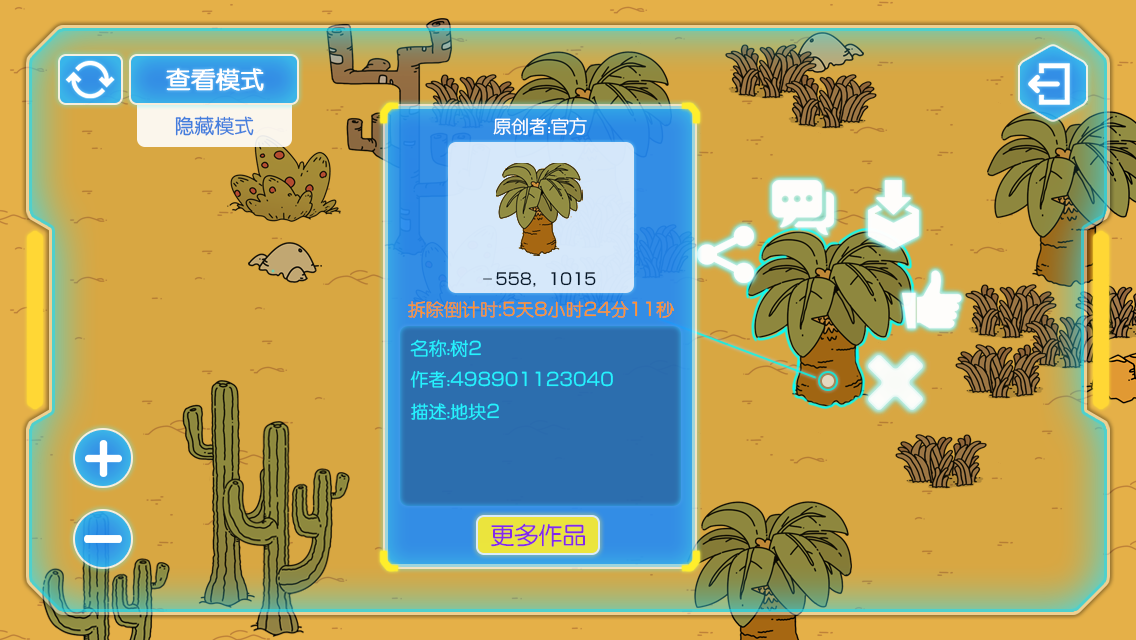 查看模式
隐藏模式
原创者:官方
-558, 1015
拆除倒计时:5天8小时24分11秒
名称:树2
作者:498901123040
描述:地块2
更多作品